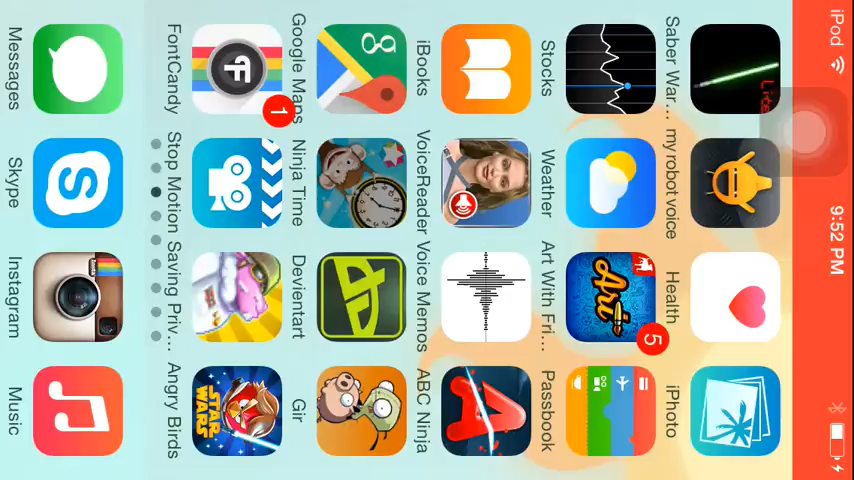 iPod 9:52 PM
Lite
Saber War... my robot voice Health iPhoto
5
Stocks Weather Art With Fri... Passbook
iBooks VoiceReader Voice Memos ABC Ninja
g
Google Maps Ninja Time Devientart Gir
1
STAR WARS
FontCandy Stop Motion Saving Priv... Angry Birds
Messages Skype Instagram Music